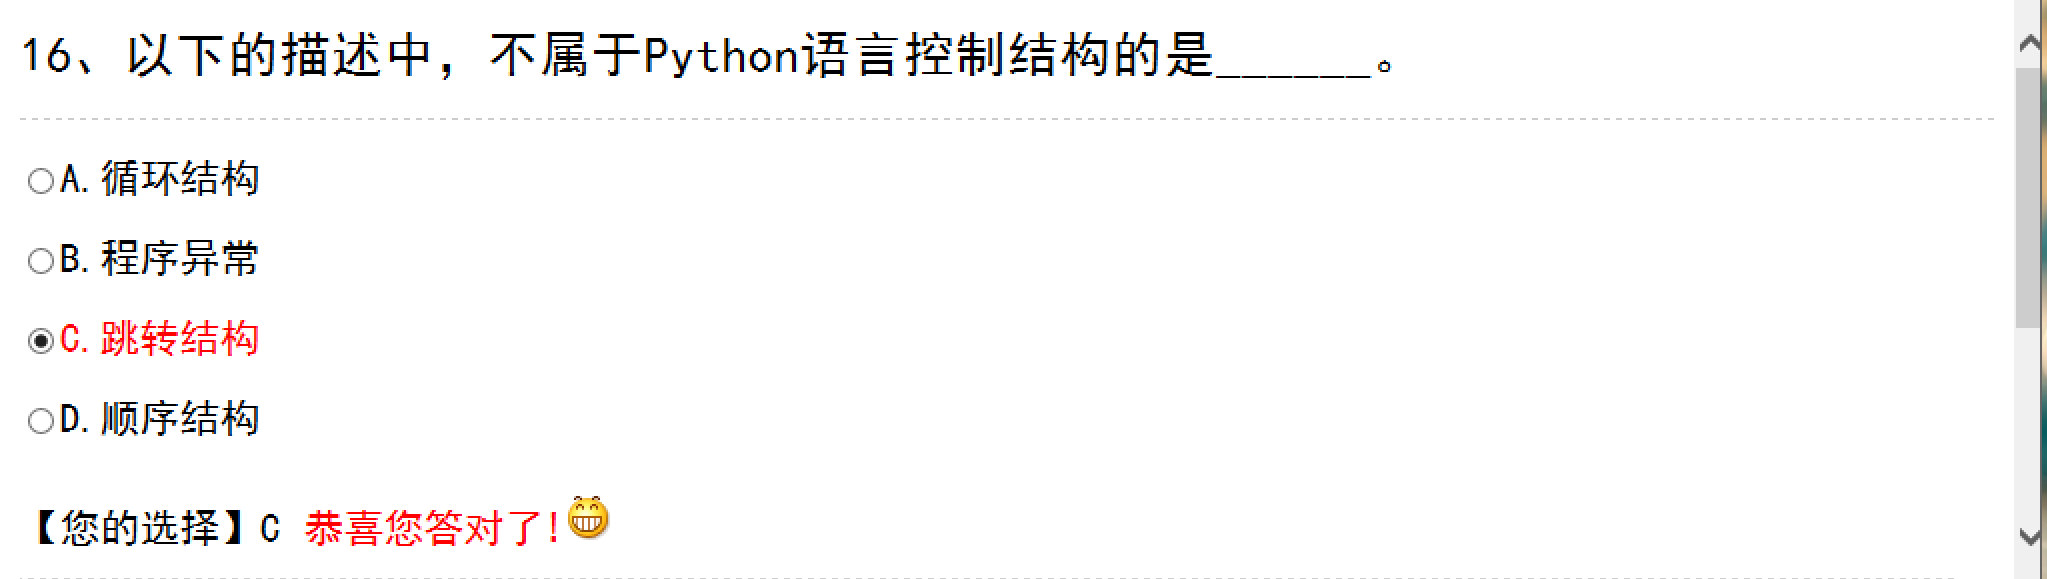 16、以下的描述中，不属于Python语言控制结构的是______。
A. 循环结构
B. 程序异常
C. 跳转结构
D. 顺序结构
【您的选择】C 恭喜您答对了!